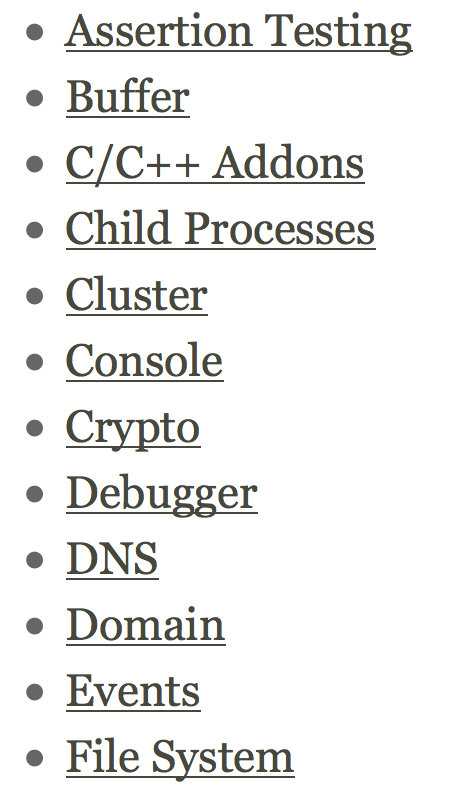 Assertion Testing
Buffer
C/C++ Addons
Child Processes
Cluster
Console
Crypto
Debugger
DNS
Domain
Events
File System